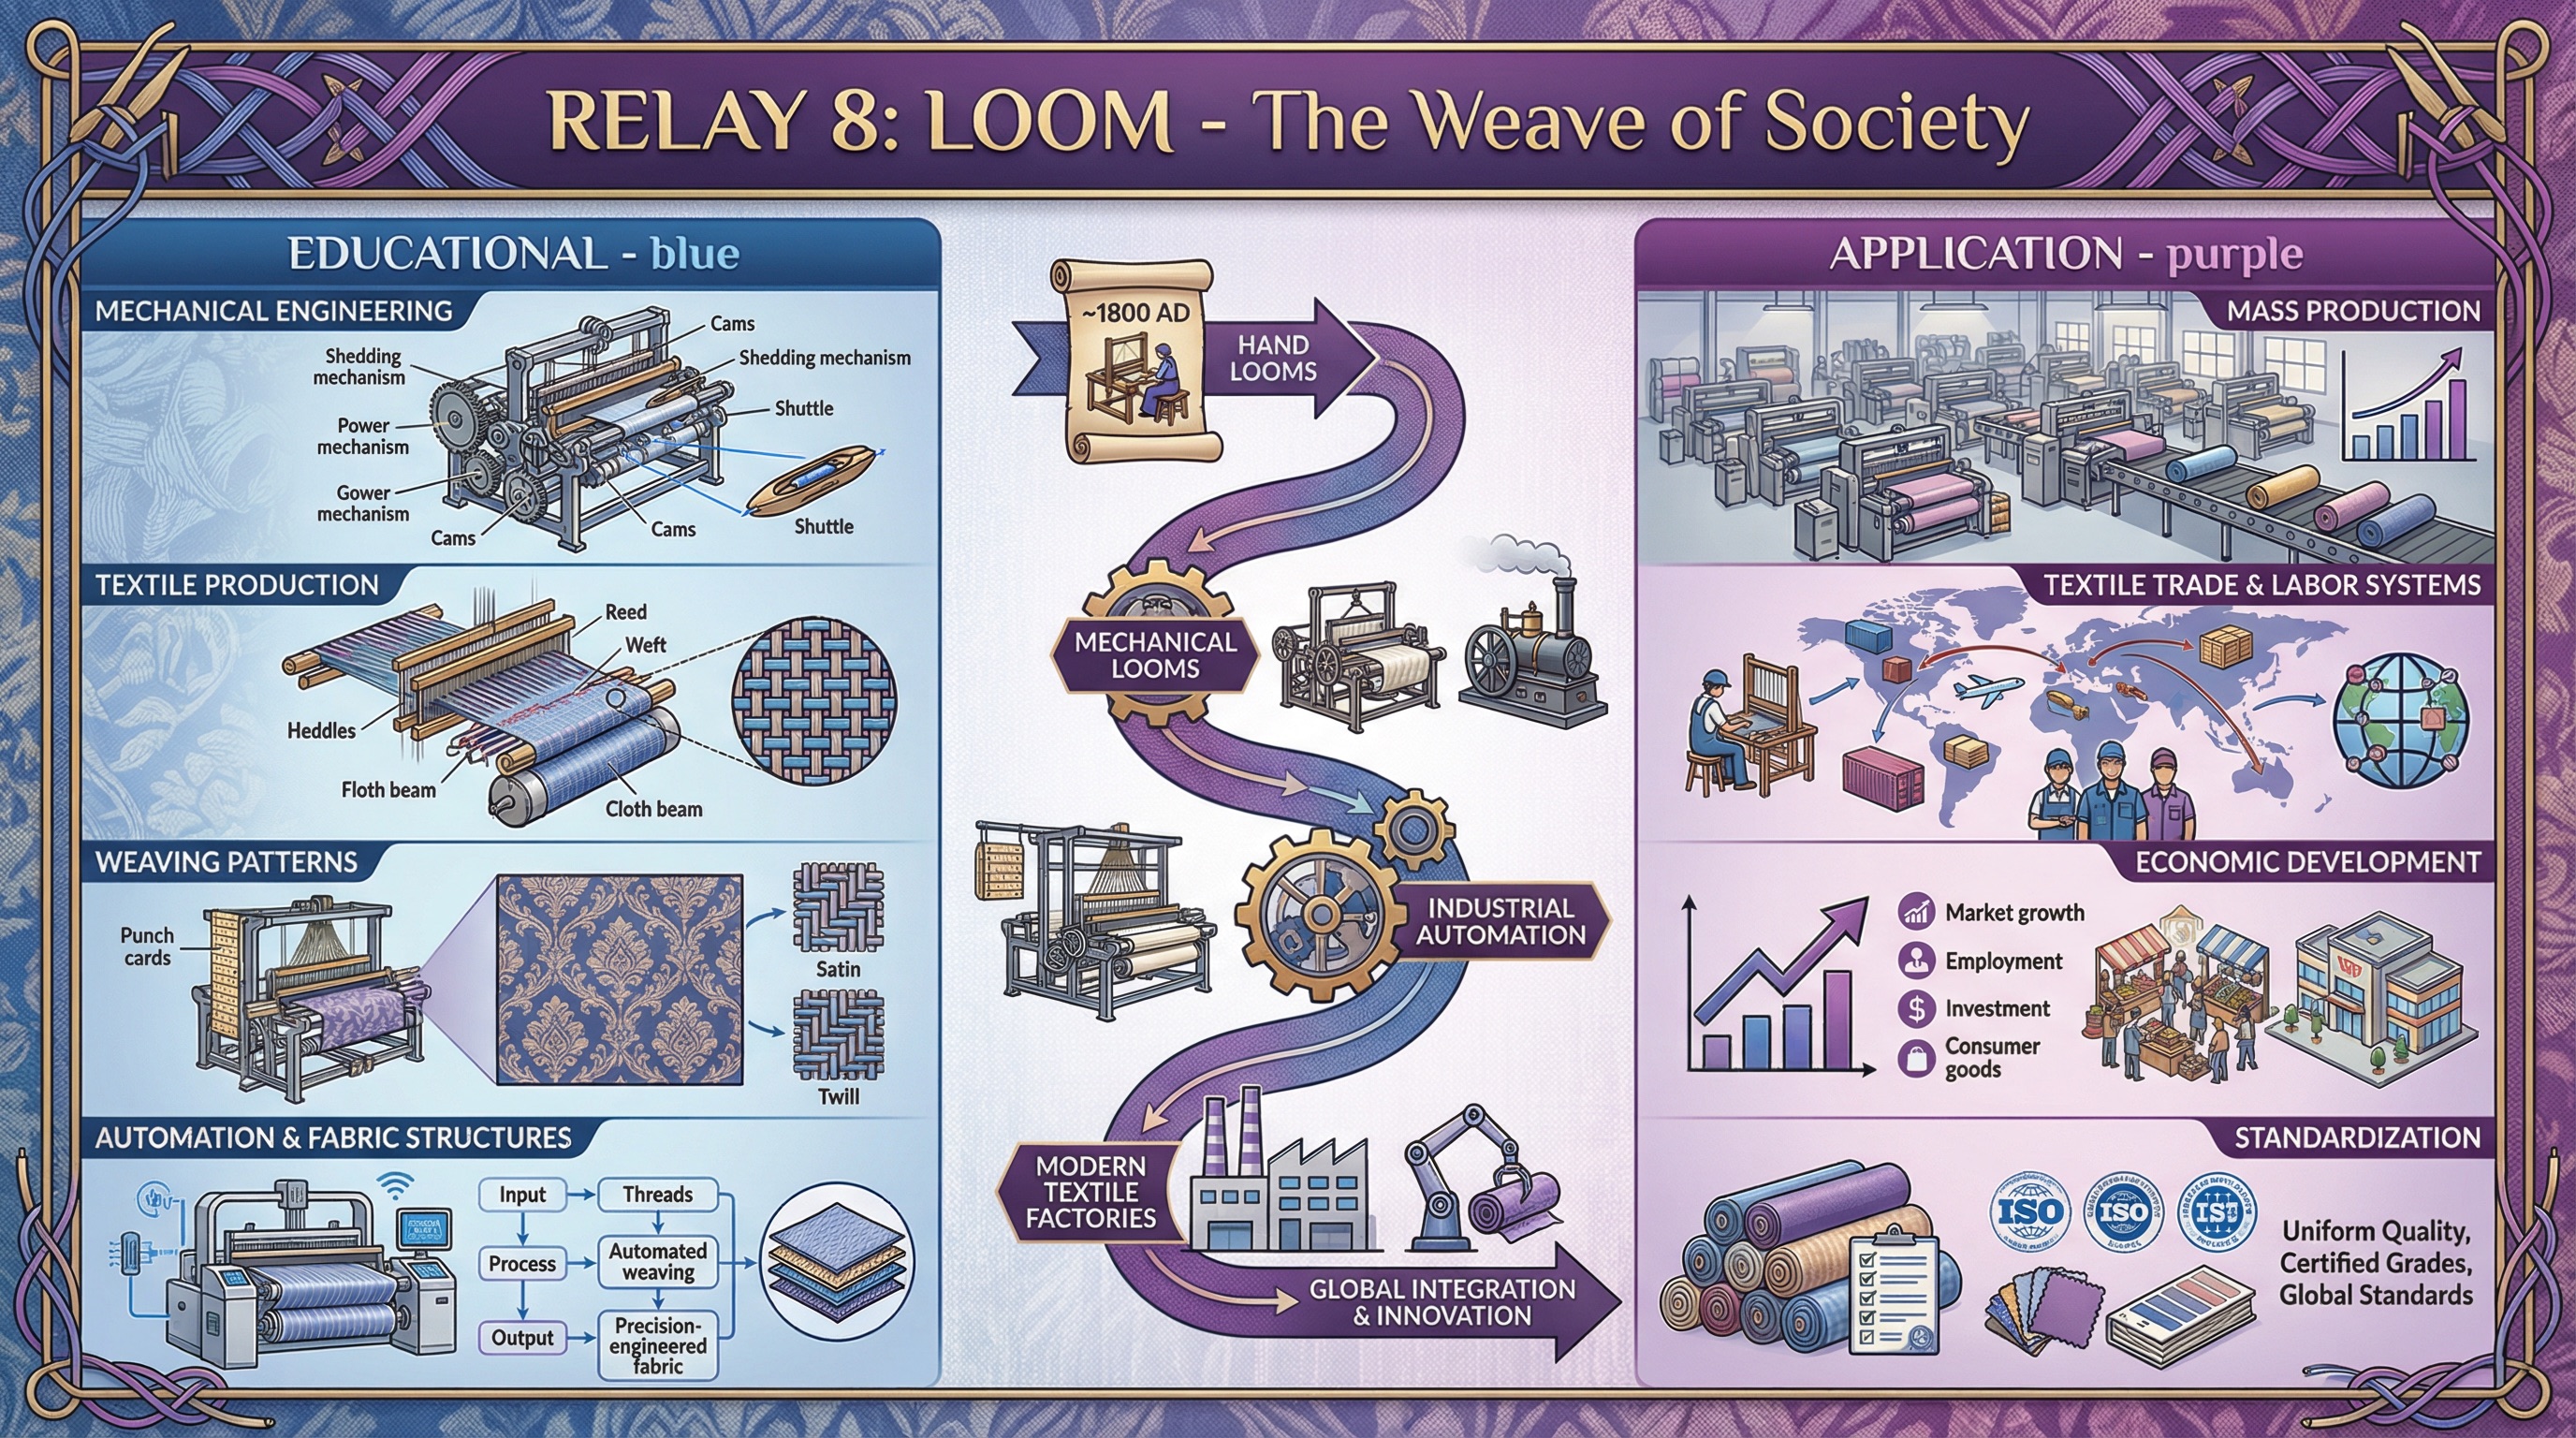 RELAY 8: LOOM - The Weave of Society
EDUCATIONAL - blue
MECHANICAL ENGINEERING
Cams
Shedding
mechanism
Shedding mechanism
Shuttle
Power
mechanism
Gower
mechanism
Cams
Cams
Shuttle
TEXTILE PRODUCTION
Reed
Weft
Heddles
Floth beam
Cloth beam
WEAVING PATTERNS
Punch
cards
Satin
Twill
AUTOMATION & FABRIC STRUCTURES
Input
Threads
Process
Automated
weaving
Output
Precision-
engineered
fabric
~1800 AD
HAND
LOOMS
MECHANICAL
LOOMS
INDUSTRIAL
AUTOMATION
MODERN
TEXTILE
FACTORIES
GLOBAL INTEGRATION
& INNOVATION
APPLICATION - purple
MASS PRODUCTION
TEXTILE TRADE & LABOR SYSTEMS
ECONOMIC DEVELOPMENT
Market growth
Employment
$
Investment
Consumer
goods
STANDARDIZATION
ISO
ISO
IST
Uniform Quality,
Certified Grades,
Global Standards